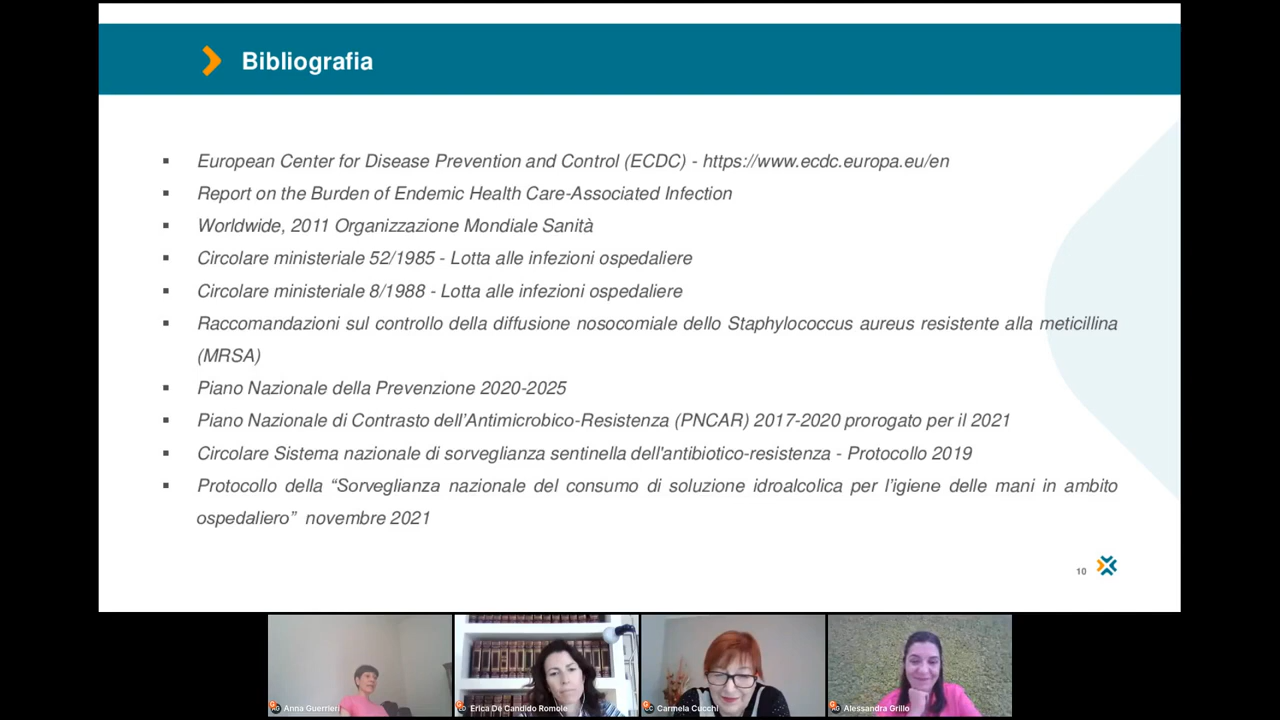 Bibliografia
European Center for Disease Prevention and Control (ECDC) - https://www.ecdc.europa.eu/en
Report on the Burden of Endemic Health Care-Associated Infection
Worldwide, 2011 Organizzazione Mondiale Sanità
Circolare ministeriale 52/1985 - Lotta alle infezioni ospedaliere
Circolare ministeriale 8/1988 - Lotta alle infezioni ospedaliere
Raccomandazioni sul controllo della diffusione nosocomiale dello Staphylococcus aureus resistente alla meticillina
(MRSA)
Piano Nazionale della Prevenzione 2020-2025
Piano Nazionale di Contrasto dell’Antimicrobico-Resistenza (PNCAR) 2017-2020 prorogato per il 2021
Circolare Sistema nazionale di sorveglianza sentinella dell'antibiotico-resistenza - Protocollo 2019
Protocollo della “Sorveglianza nazionale del consumo di soluzione idroalcolica per l’igiene delle mani in ambito
ospedaliero” novembre 2021
10
Anna Guerrieri
Erica De Candido Romole
Carmela Cucchi
Alessandra Grillo